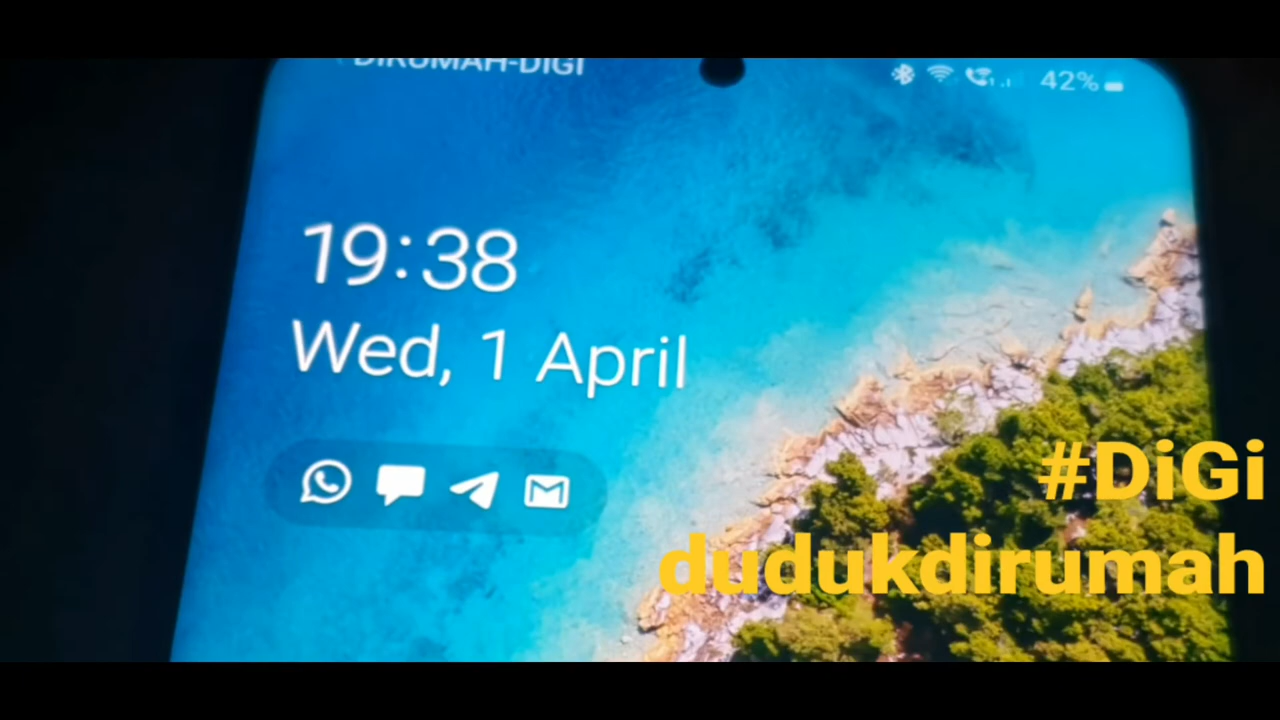 DIRUMAH-DIGI
42%
19:38
Wed, 1 April
#DiGi
dudukdirumah